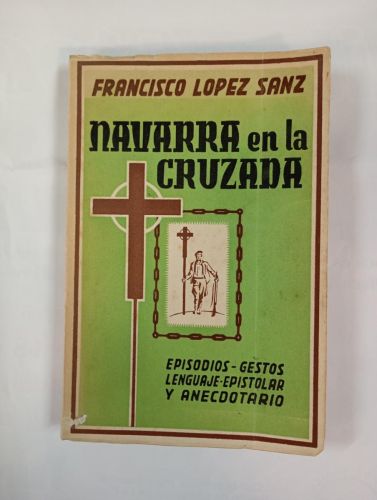 FRANCISCO LOPEZ SANZ
NAVARRA en la
CRUZADA
EPISODIOS - GESTOS
LENGUAJE-EPISTOLAR
Y ANECDOTARIO